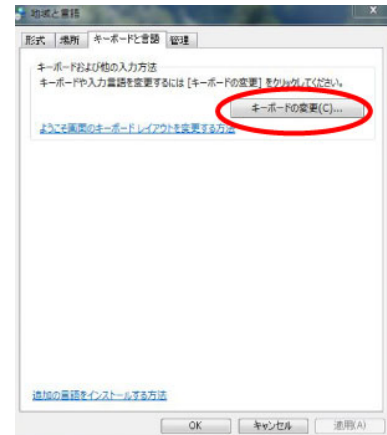 地域と言語
形式 場所 キーボードと言語 管理
キーボードおよび他の入力方法
キーボードや入力言語を変更するには [キーボードの変更] をクリックしてください。
キーボードの変更(C)...
ようこそ画面のキーボード レイアウトを変更する方法
追加の言語をインストールする方法
OK キャンセル 適用(A)